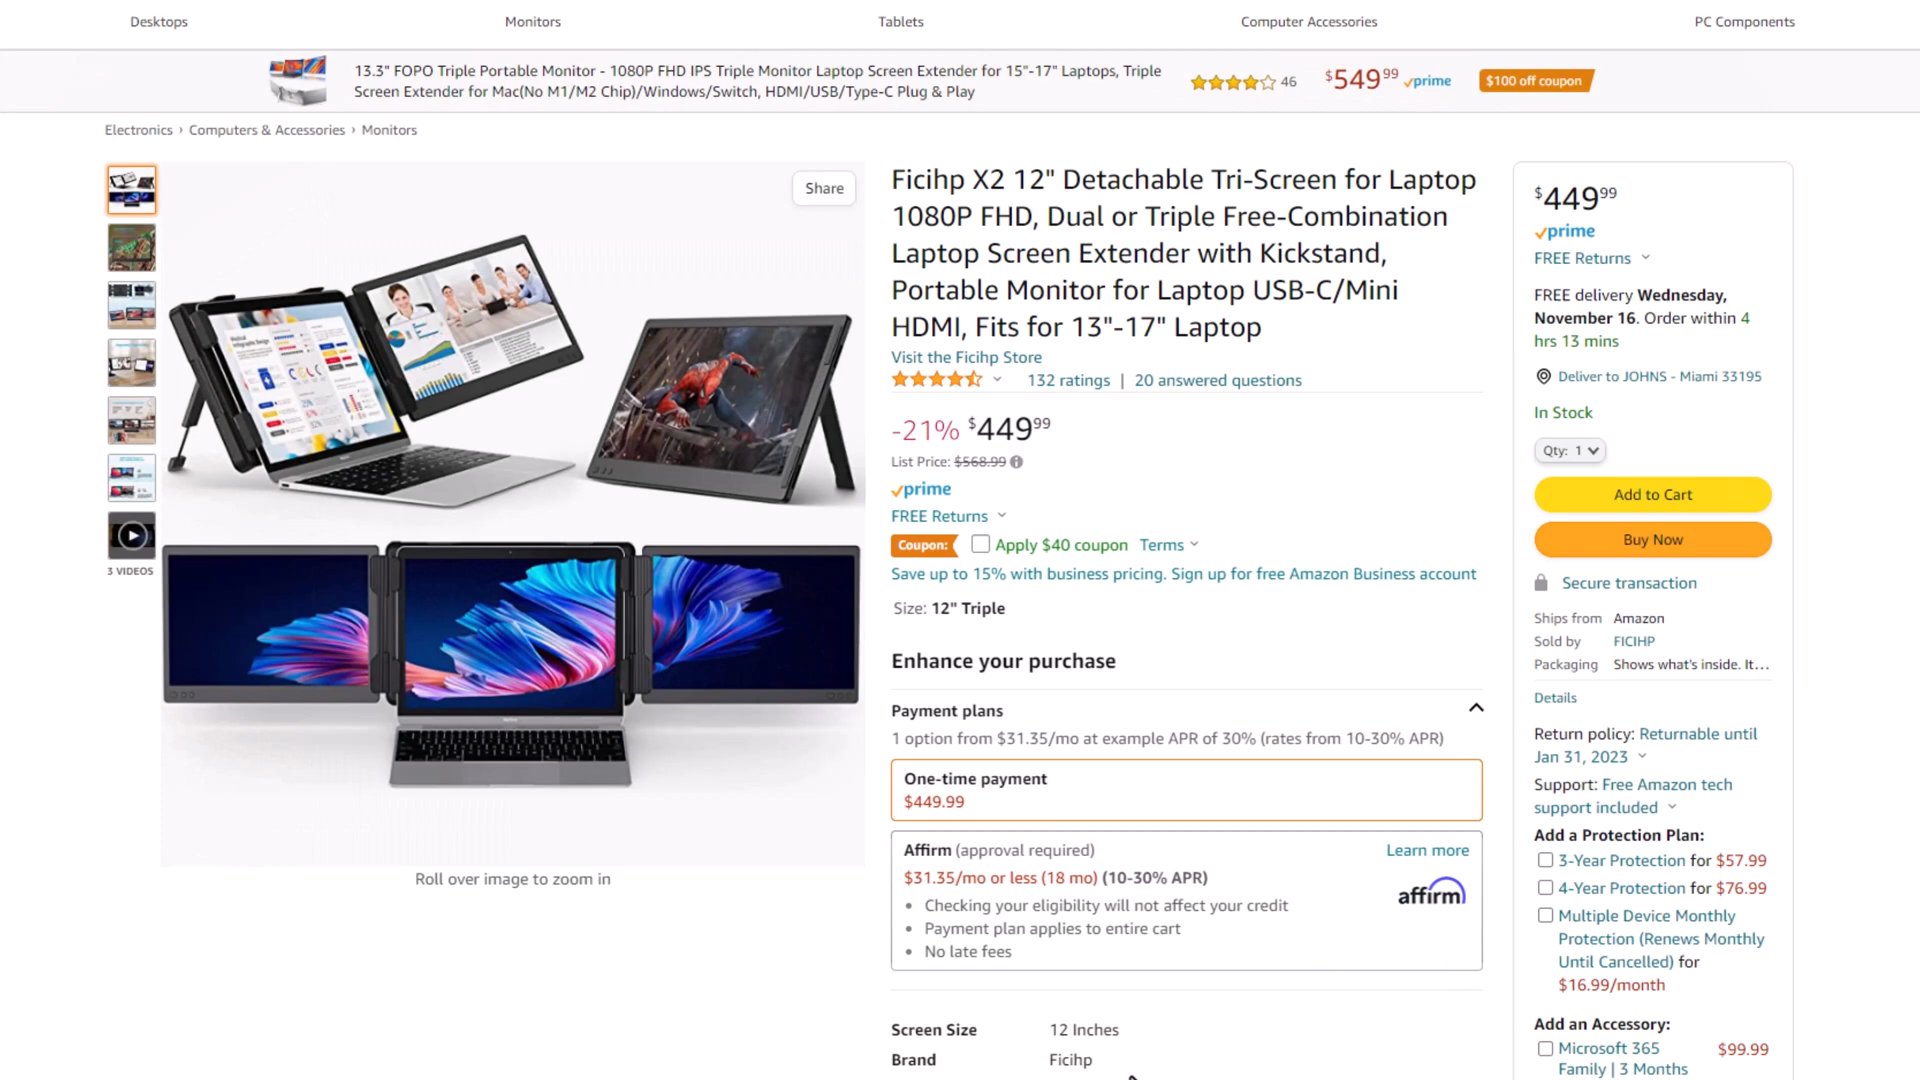 Desktops
Monitors
Tablets
Computer Accessories
PC Components
13.3" FOPO Triple Portable Monitor - 1080P FHD IPS Triple Monitor Laptop Screen Extender for 15"-17" Laptops, Triple
Screen Extender for Mac(No M1/M2 Chip)/Windows/Switch, HDMI/USB/Type-C Plug & Play
46
$549 99
prime
$100 off coupon
Electronics › Computers & Accessories › Monitors
3 VIDEOS
Share
Roll over image to zoom in
Ficihp X2 12" Detachable Tri-Screen for Laptop
1080P FHD, Dual or Triple Free-Combination
Laptop Screen Extender with Kickstand,
Portable Monitor for Laptop USB-C/Mini
HDMI, Fits for 13"-17" Laptop
Visit the Ficihp Store
132 ratings | 20 answered questions
-21% $449 99
List Price: $568.99
prime
FREE Returns
Coupon: Apply $40 coupon Terms
Save up to 15% with business pricing. Sign up for free Amazon Business account
Size: 12" Triple
Enhance your purchase
Payment plans
1 option from $31.35/mo at example APR of 30% (rates from 10-30% APR)
One-time payment
$449.99
Affirm (approval required)
Learn more
$31.35/mo or less (18 mo) (10-30% APR)
affirm
• Checking your eligibility will not affect your credit
• Payment plan applies to entire cart
• No late fees
Screen Size 12 Inches
Brand Ficihp
$449 99
prime
FREE Returns
FREE delivery Wednesday,
November 16. Order within 4
hrs 13 mins
Deliver to JOHNS - Miami 33195
In Stock
Qty: 1
Add to Cart
Buy Now
Secure transaction
Ships from Amazon
Sold by FICIHP
Packaging Shows what's inside. It...
Details
Return policy: Returnable until
Jan 31, 2023
Support: Free Amazon tech
support included
Add a Protection Plan:
3-Year Protection for $57.99
4-Year Protection for $76.99
Multiple Device Monthly
Protection (Renews Monthly
Until Cancelled) for
$16.99/month
Add an Accessory:
Microsoft 365 $99.99
Family | 3 Months